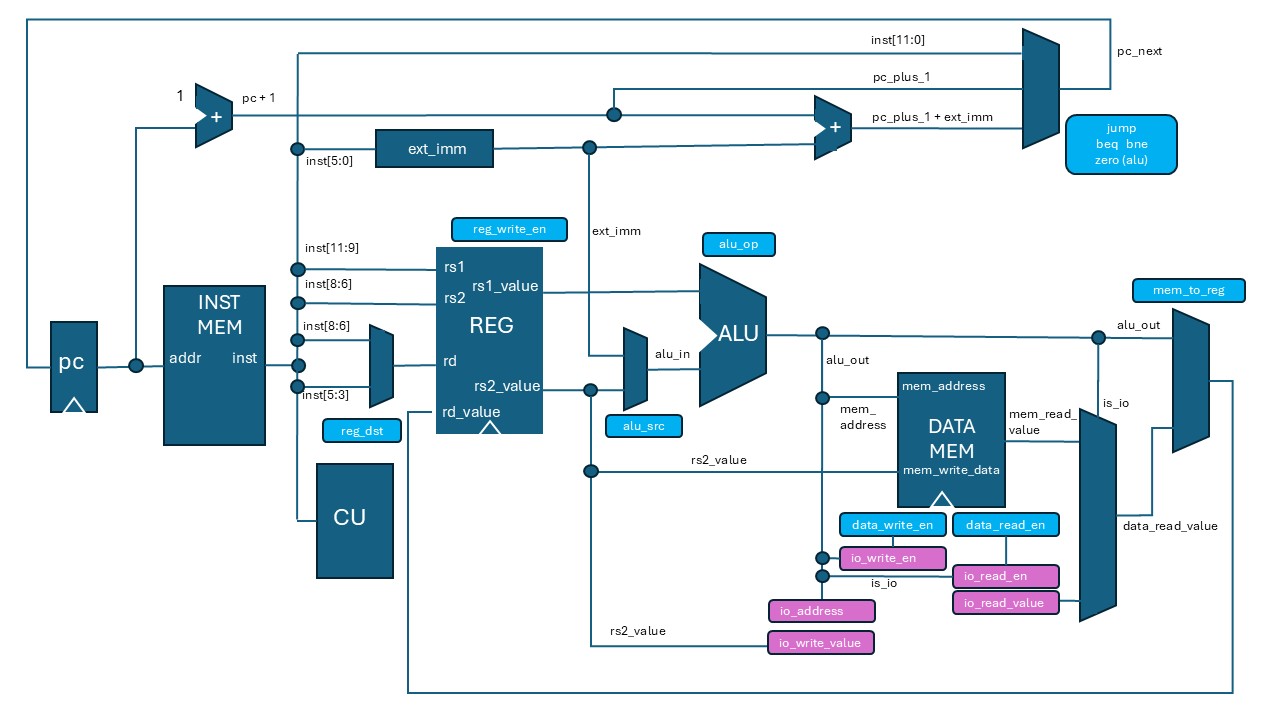 inst[11:0]
pc_next
pc_plus_1
1
pc + 1
+
+
pc_plus_1 + ext_imm
jump
beq bne
zero (alu)
ext_imm
inst[5:0]
reg_write_en
ext_imm
alu_op
inst[11:9]
rs1
inst[8:6]
rs1_value
rs2
mem_to_reg
INST
MEM
inst[8:6]
REG
ALU
alu_out
pc
addr
inst
rd
alu_in
alu_out
rs2_value
mem_address
inst[5:3]
is_io
rd_value
mem_
address
mem_read_
value
reg_dst
alu_src
DATA
MEM
rs2_value
mem_write_data
CU
data_write_en
data_read_en
data_read_value
io_write_en
is_io
io_read_en
io_read_value
io_address
rs2_value
io_write_value